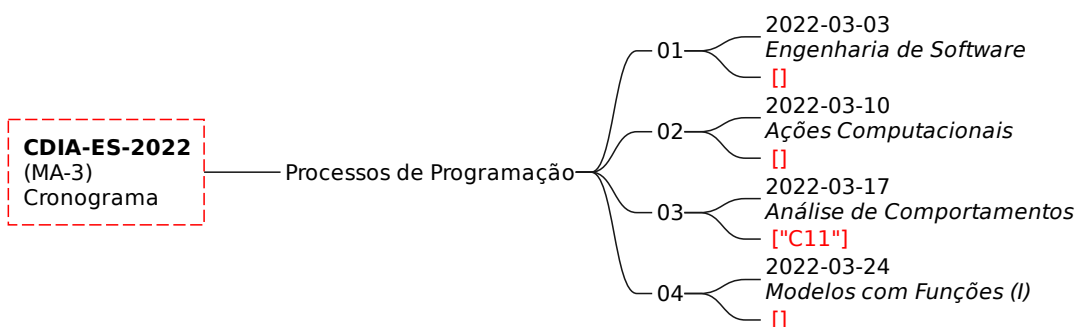 CDIA-ES-2022
(MA-3)
Cronograma
Processos de Programação
01
2022-03-03
Engenharia de Software
[]
02
2022-03-10
Ações Computacionais
[]
03
2022-03-17
Análise de Comportamentos
["C11"]
04
2022-03-24
Modelos com Funções (I)
[]